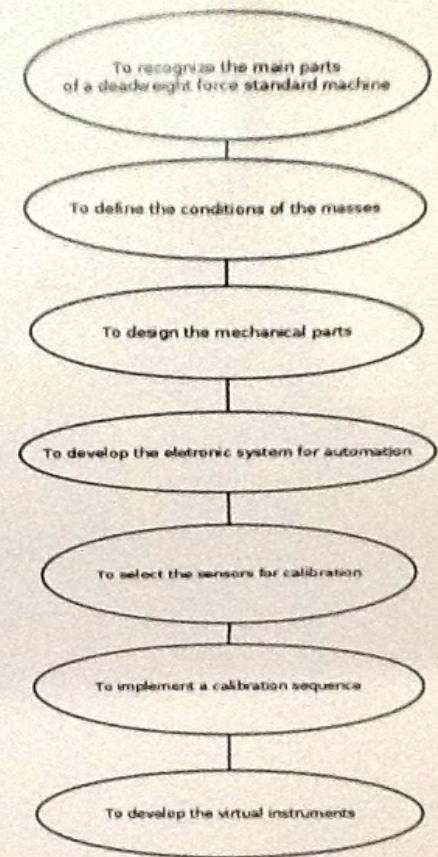 To recognize the main parts
of a deadweight force standard machine
To define the conditions of the masses
To design the mechanical parts
To develop the eletronic system for automation
To select the sensors for calibration
To implement a calibration sequence
To develop the virtual instruments